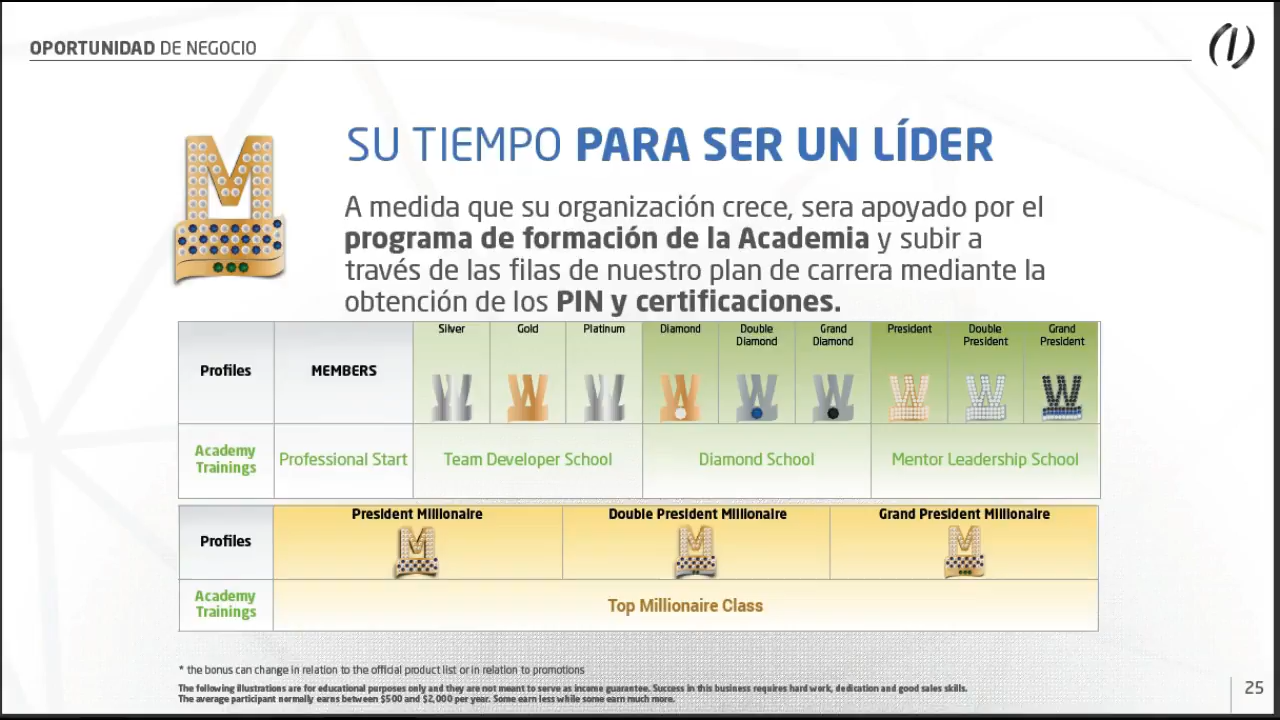 OPORTUNIDAD DE NEGOCIO
SU TIEMPO PARA SER UN LÍDER
A medida que su organización crece, sera apoyado por el
programa de formación de la Academia y subir a
través de las filas de nuestro plan de carrera mediante la
obtención de los PIN y certificaciones.
Profiles
MEMBERS
Silver
Gold
Platinum
Diamond
Double
Diamond
Grand
Diamond
President
Double
President
Grand
President
Academy
Trainings
Professional Start
Team Developer School
Diamond School
Mentor Leadership School
Profiles
President Millionaire
Double President Millionaire
Grand President Millionaire
Academy
Trainings
Top Millionaire Class
* the bonus can change in relation to the official product list or in relation to promotions
The following illustrations are for educational purposes only and they are not meant to serve as income guarantee. Success in this business requires hard work, dedication and good sales skills.
The average participant normally earns between $500 and $2,000 per year. Some earn less while some earn much more.
25